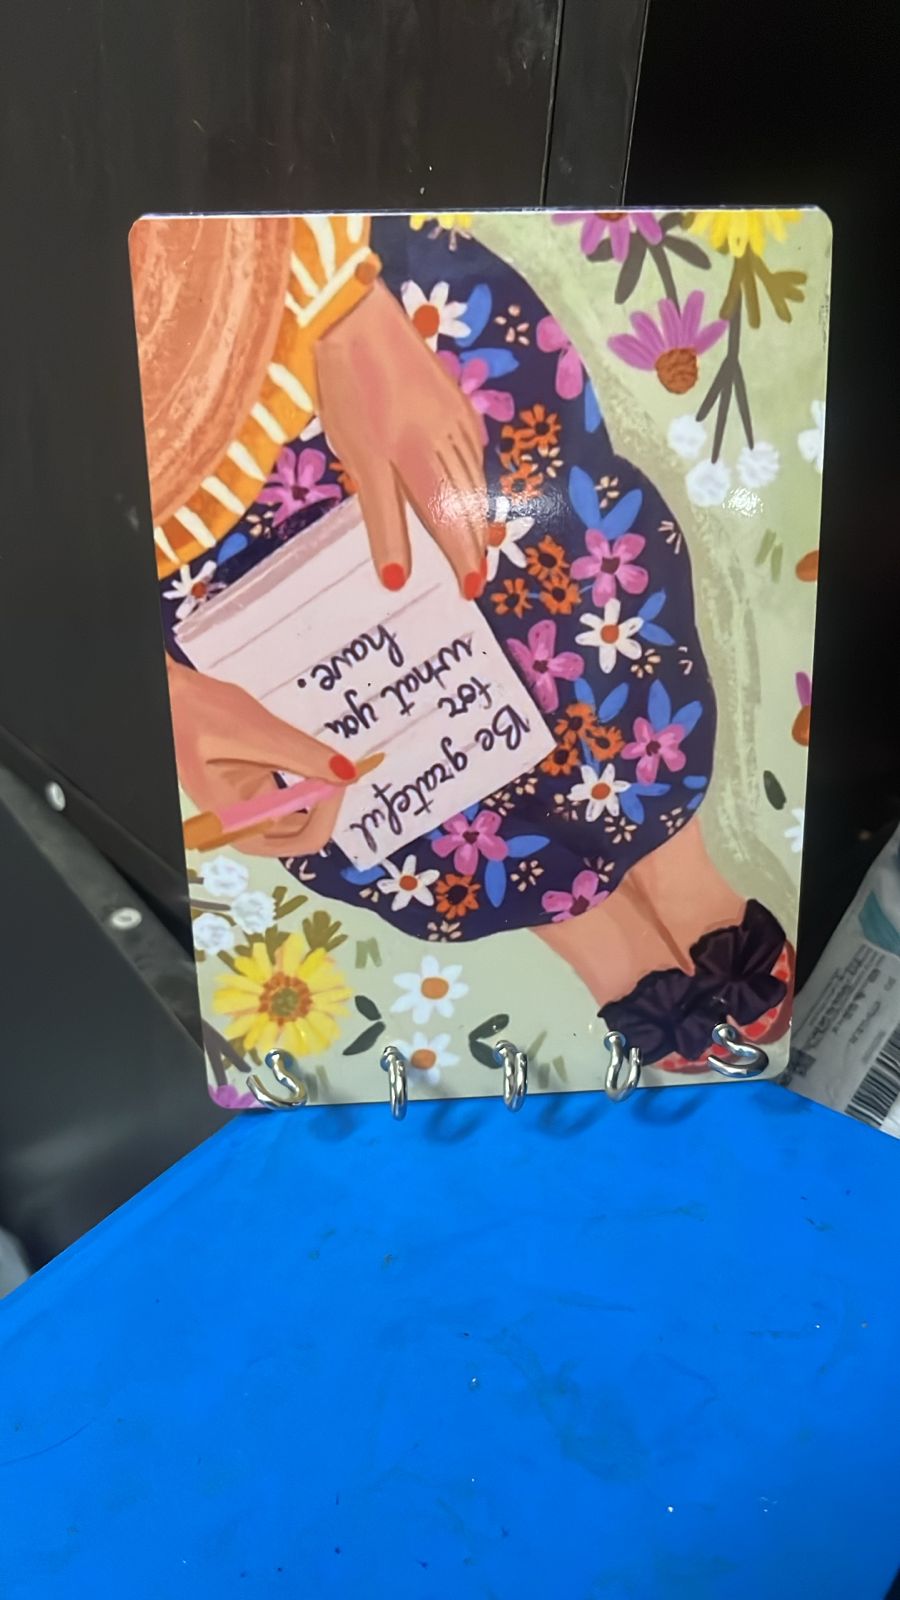 Be grateful
for
what you
have.